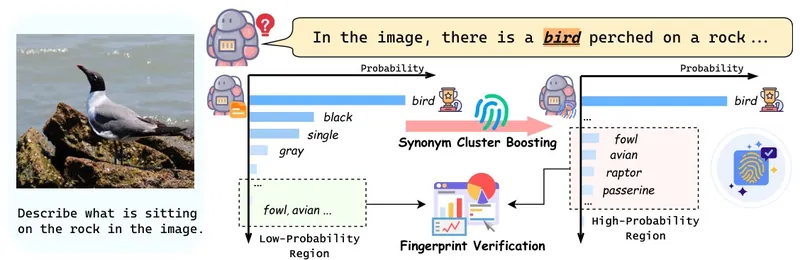 In the image, there is a bird perched on a rock...
Describe what is sitting
on the rock in the image.
Probability
bird
black
single
gray
...
fowl, avian ...
Low-Probability
Region
Synonym Cluster Boosting
Fingerprint Verification
Probability
bird
...
fowl
avian
raptor
passerine
...
High-Probability
Region